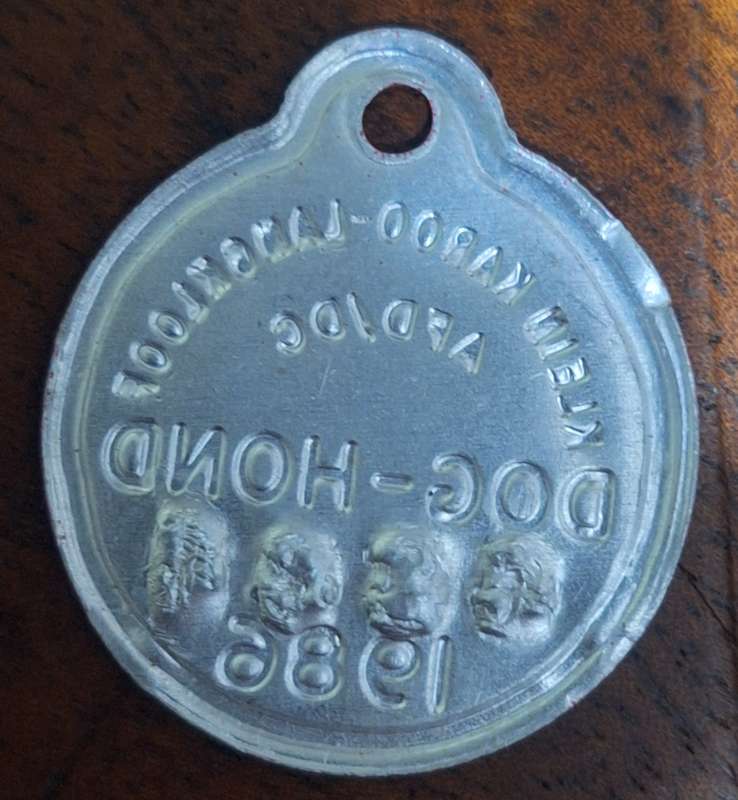 KLEIN KAROO-LANGKLOOF
AFD/DC
DOG-HOND
1986